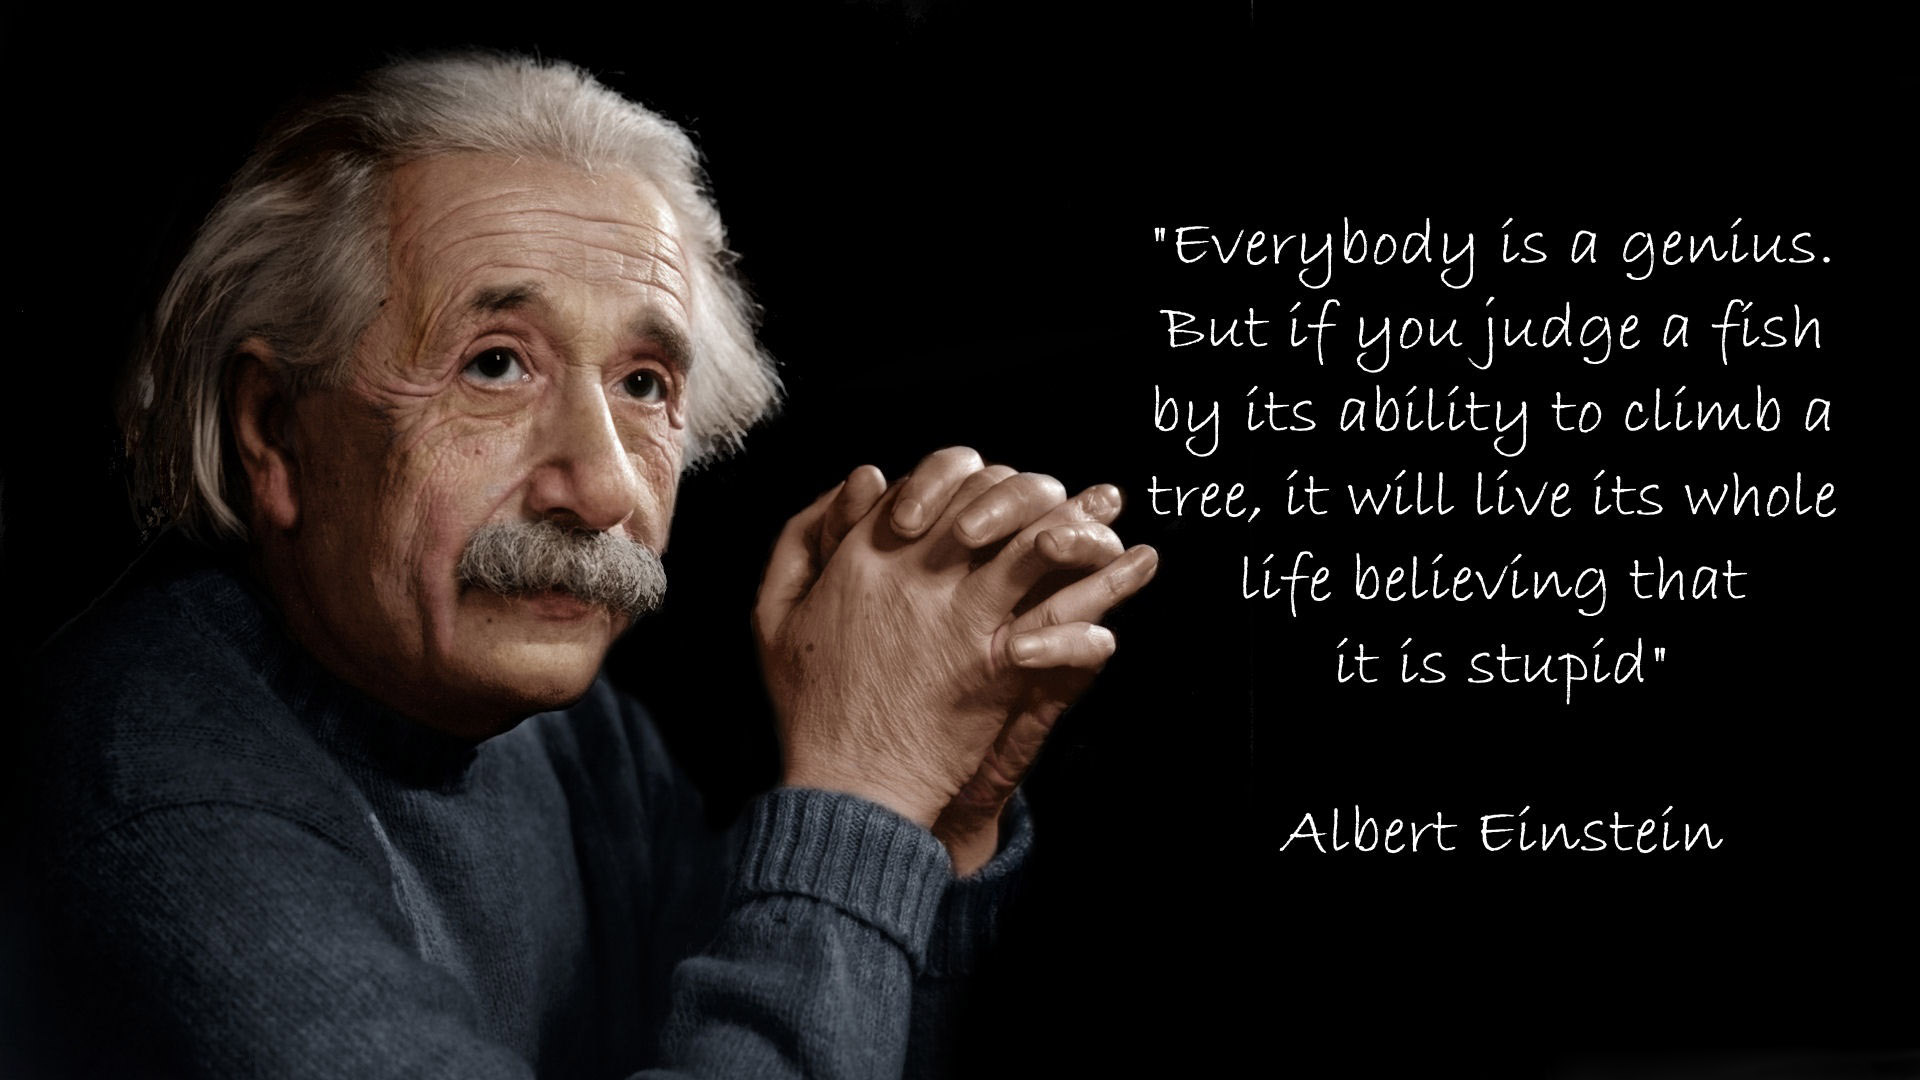 "Everybody is a genius.
But if you judge a fish
by its ability to climb a
tree, it will live its whole
life believing that
it is stupid"
Albert Einstein